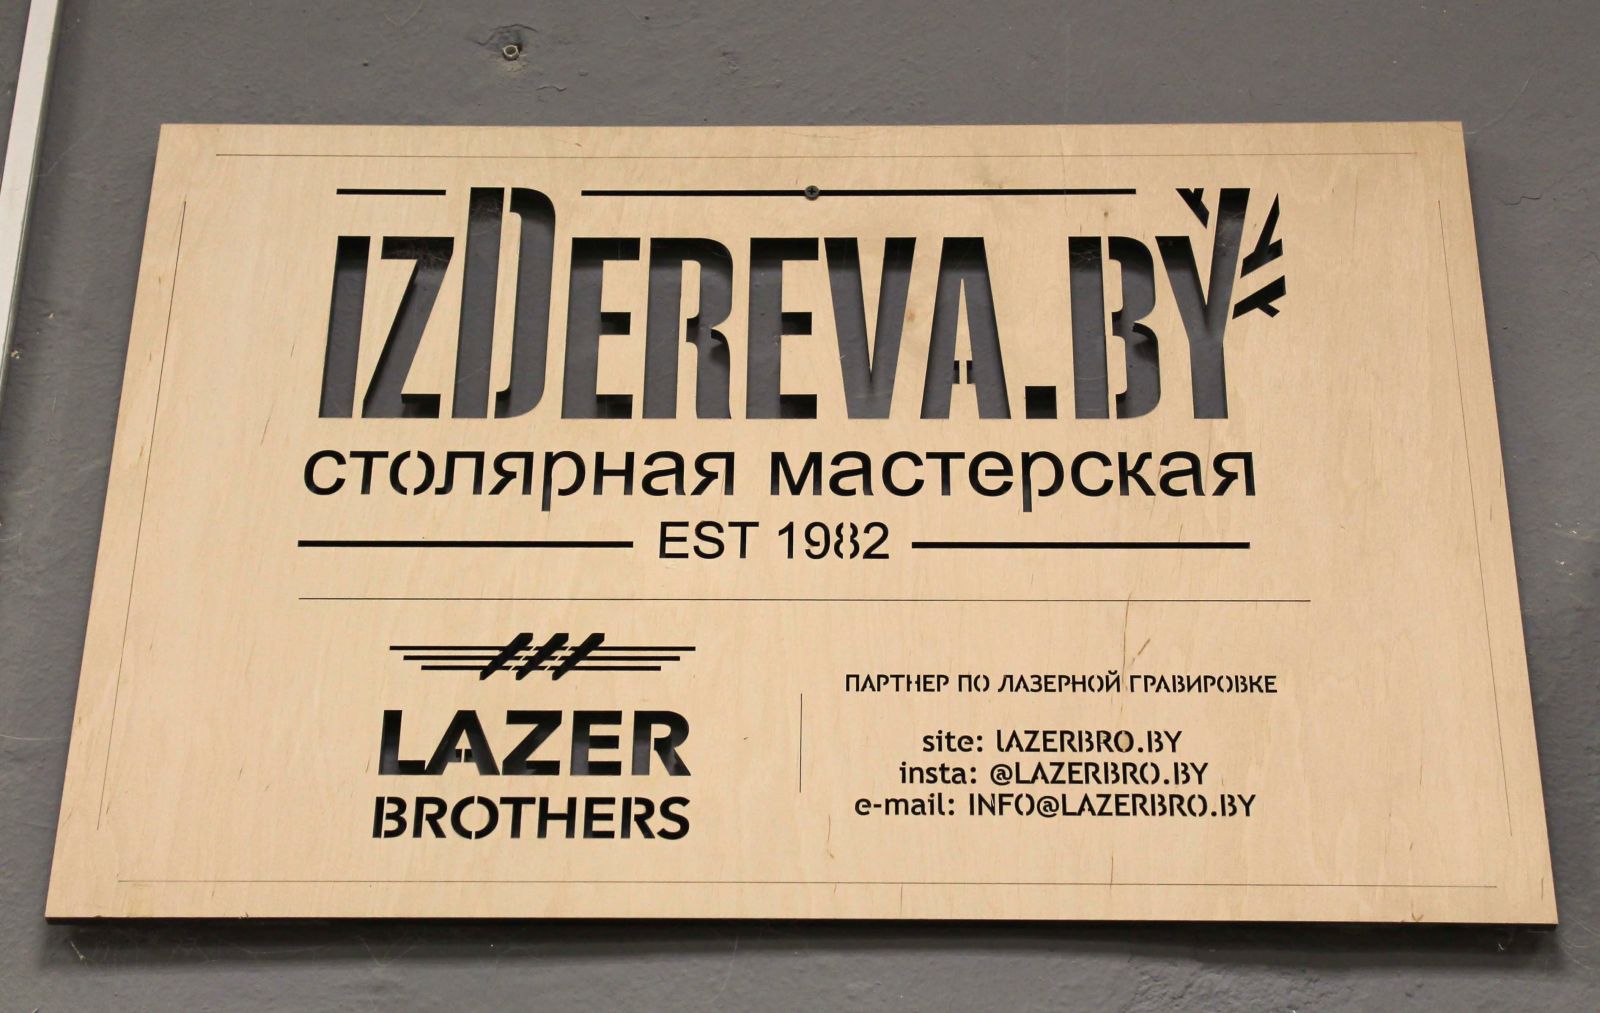 IZDEREVA.BY
столярная мастерская
EST 1982
LAZER
BROTHERS
ПАРТНЕР ПО ЛАЗЕРНОЙ ГРАВИРОВКЕ
site: LAZERBRO.BY
insta: @LAZERBRO.BY
e-mail: INFO@LAZERBRO.BY